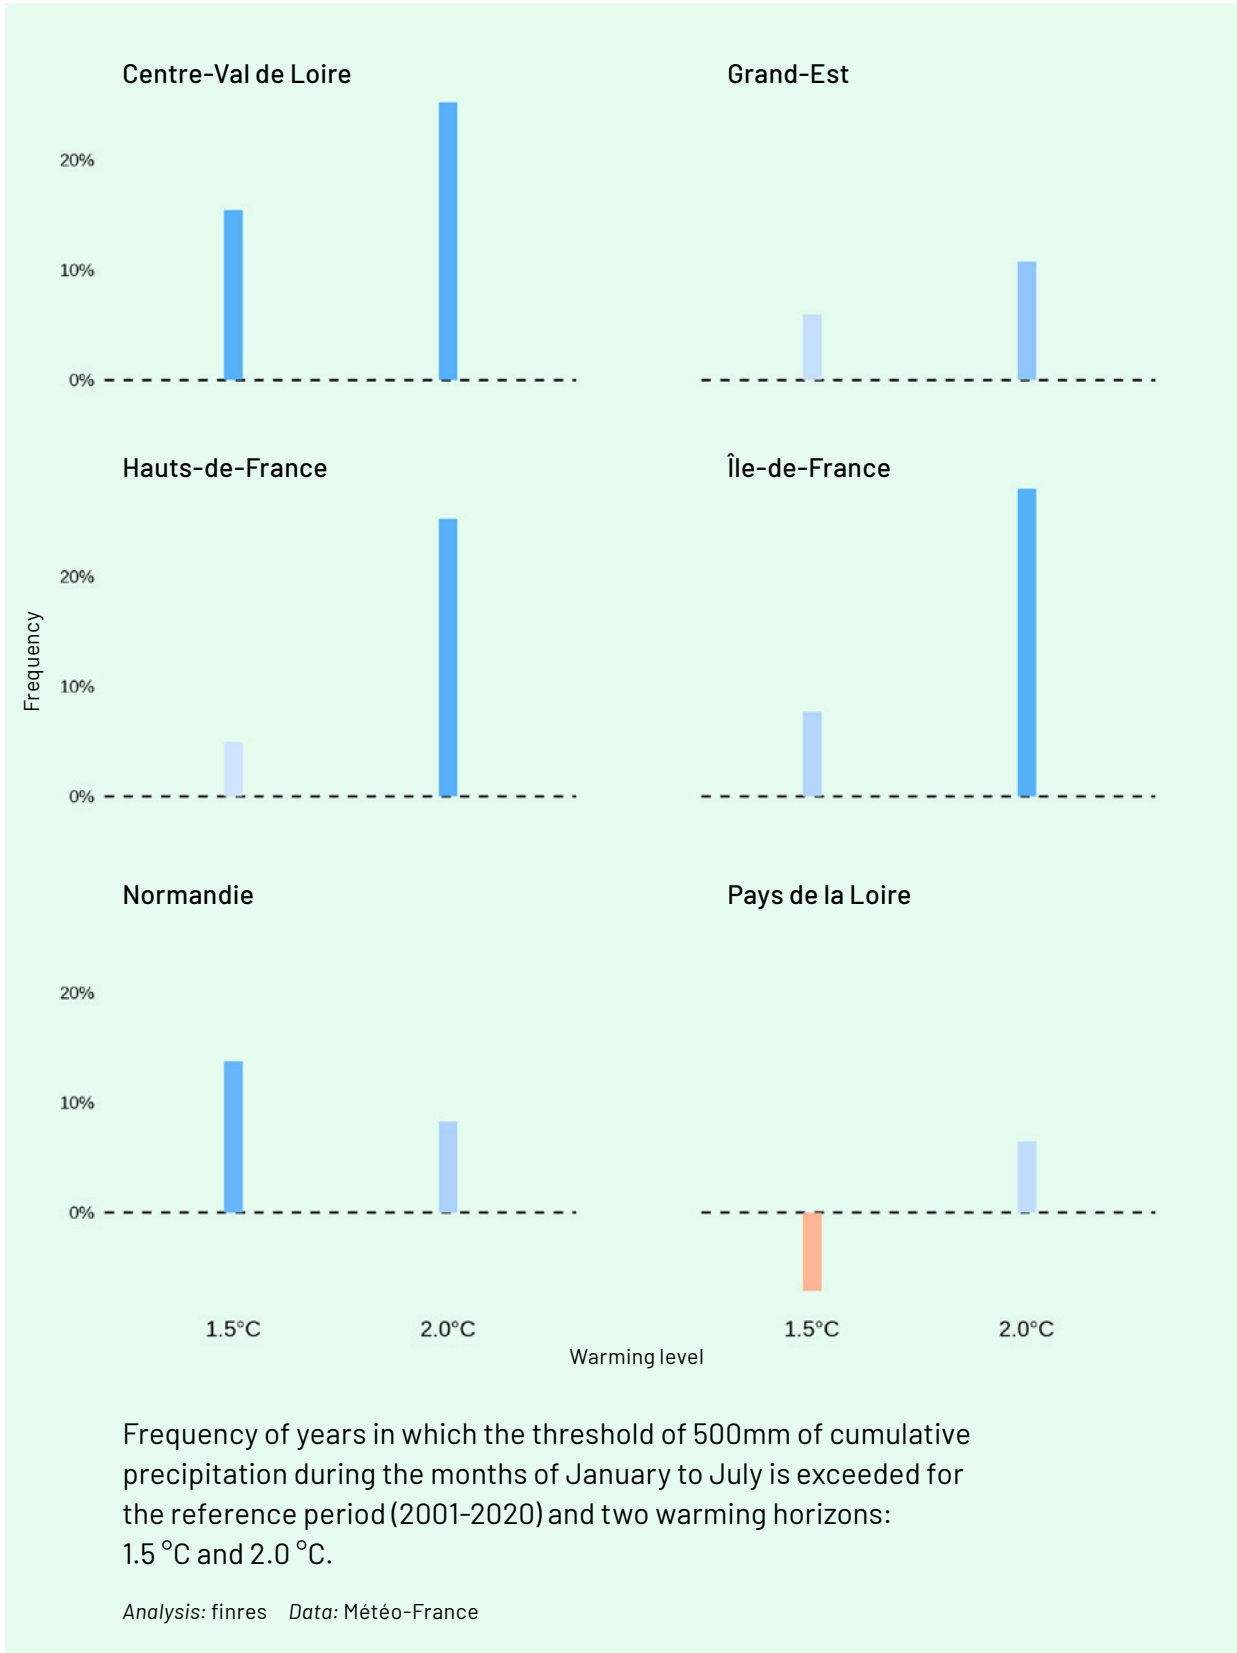 Centre-Val de Loire
Grand-Est
20%
10%
0%
Hauts-de-France
Île-de-France
20%
10%
0%
Frequency
Normandie
Pays de la Loire
20%
10%
0%
1.5°C
2.0°C
1.5°C
2.0°C
Warming level
Frequency of years in which the threshold of 500mm of cumulative
precipitation during the months of January to July is exceeded for
the reference period (2001-2020) and two warming horizons:
1.5 °C and 2.0 °C.
Analysis: finres Data: Météo-France